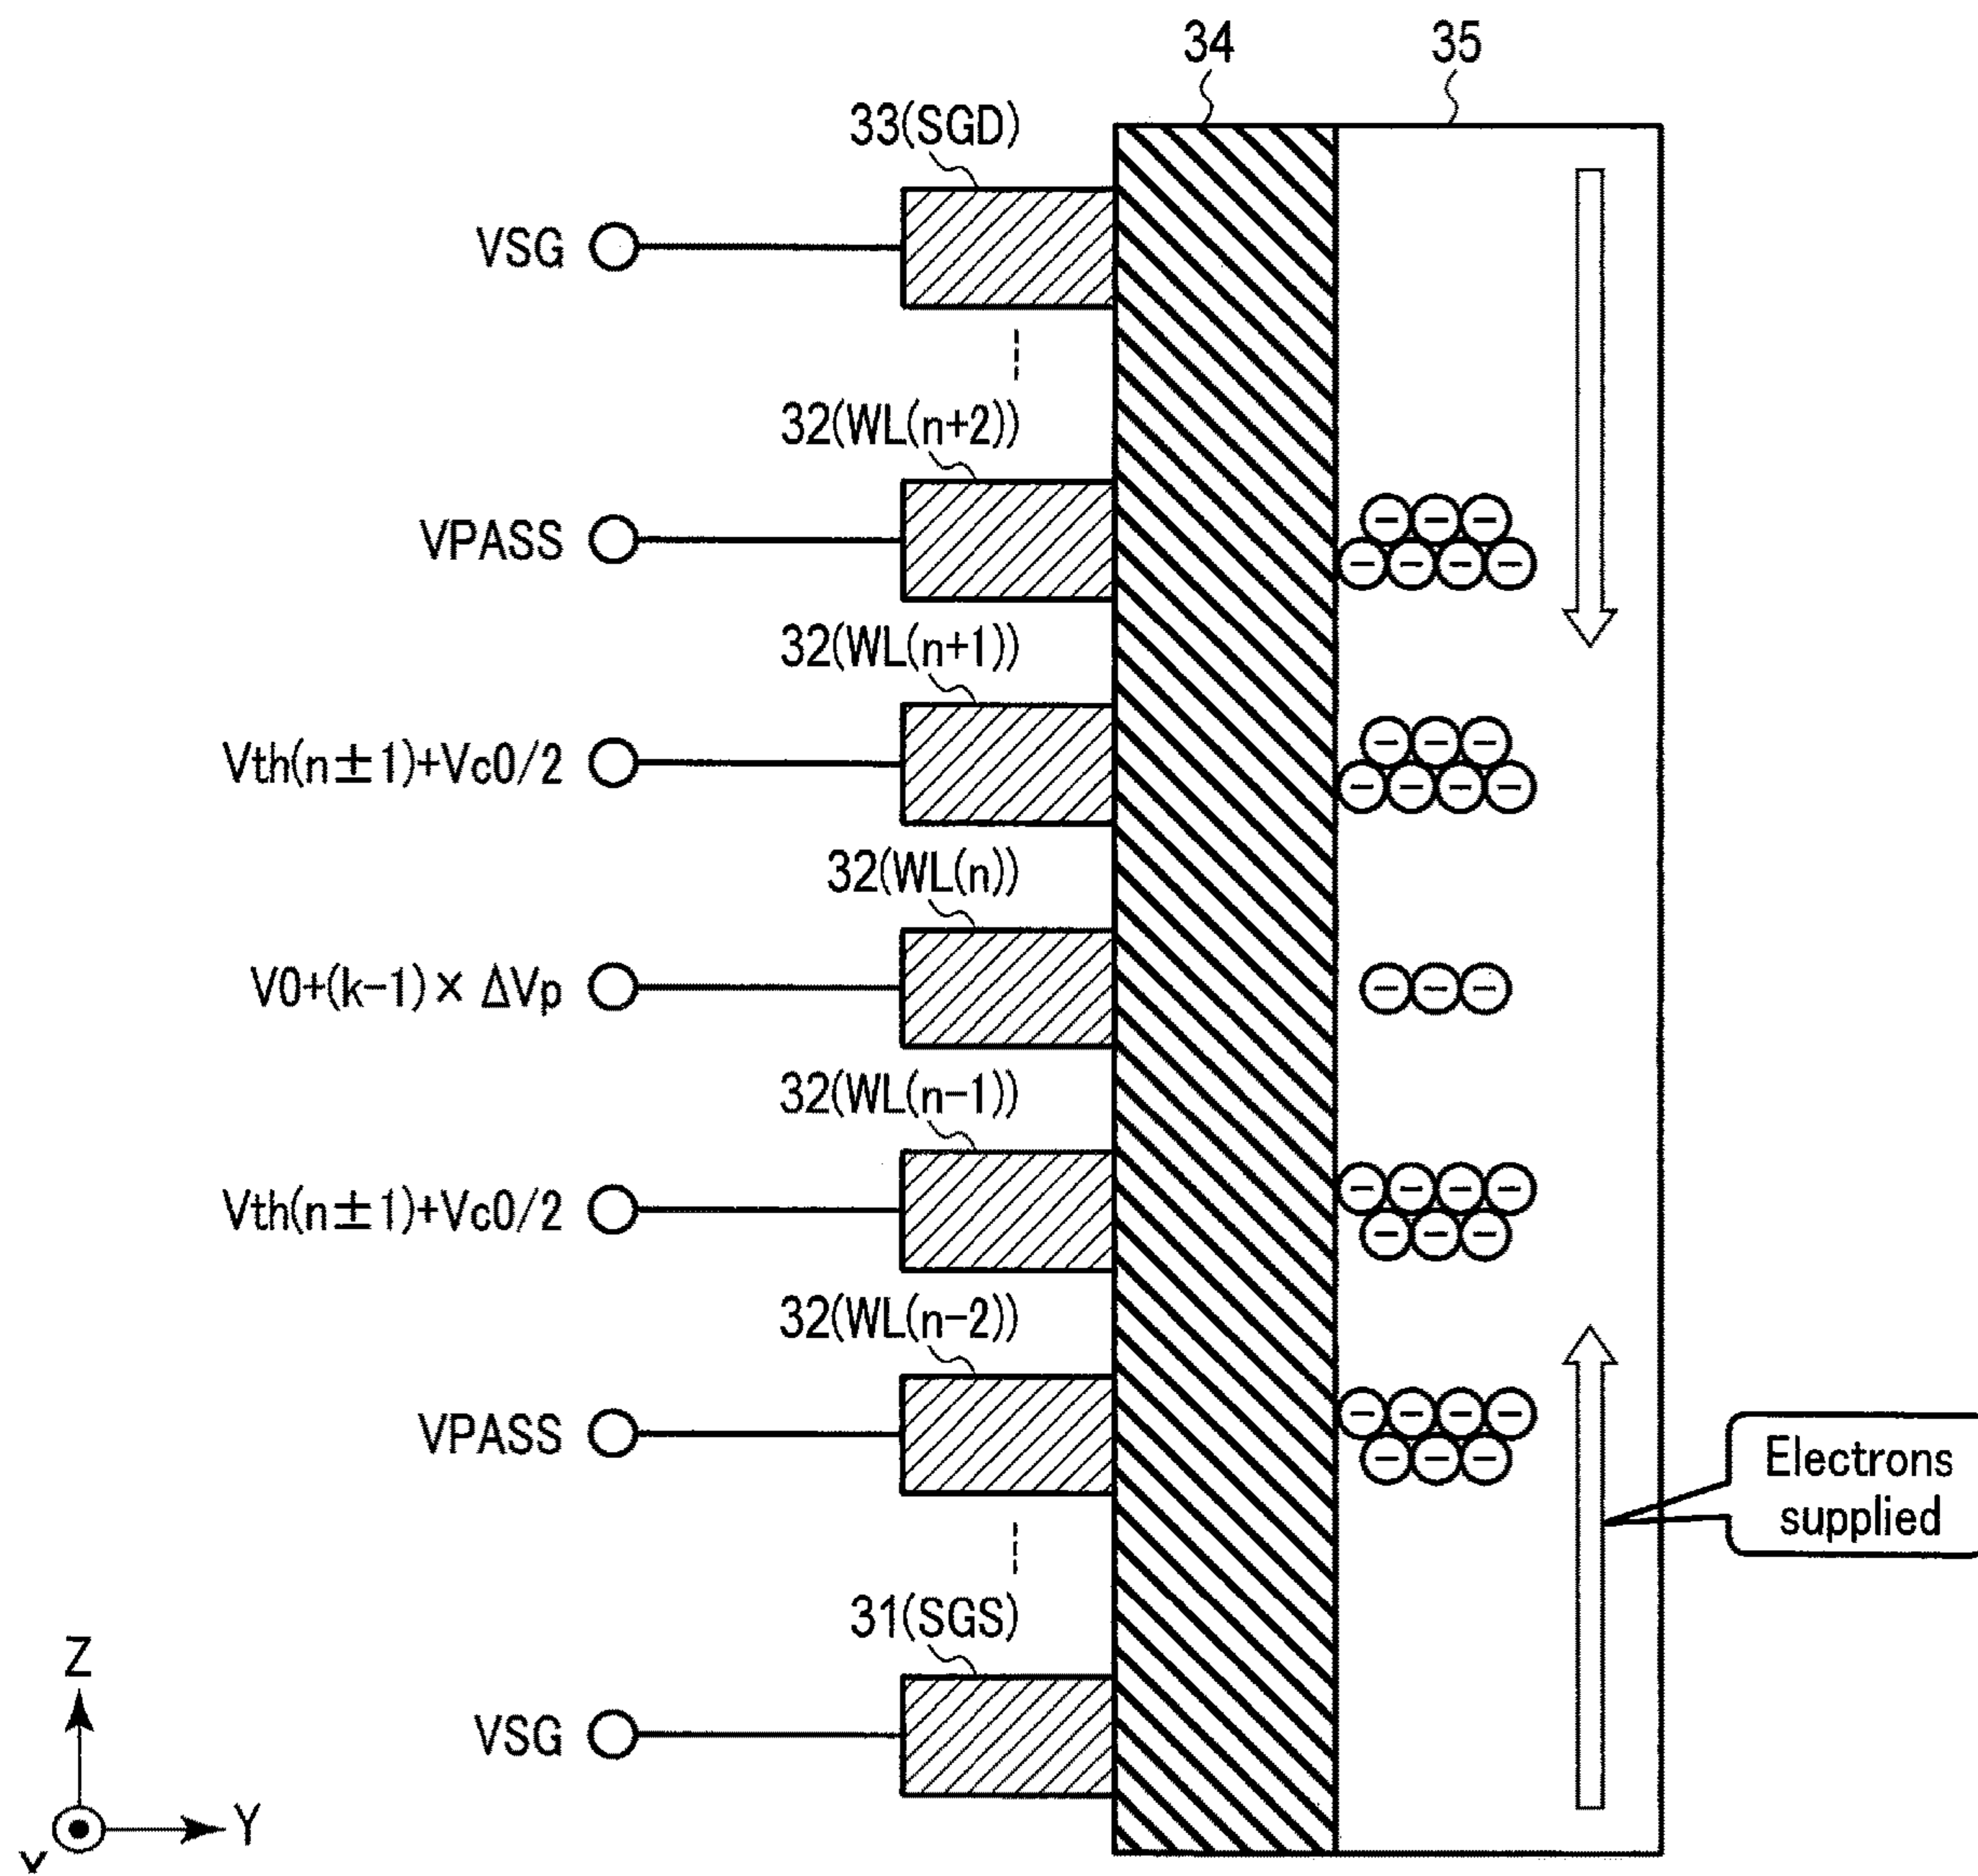 34
35
33(SGD)
VSG
32(WL(n+2))
VPASS
32(WL(n+1))
Vth(n±1)+Vc0/2
32(WL(n))
V0+(k-1)× ΔVp
32(WL(n-1))
Vth(n±1)+Vc0/2
32(WL(n-2))
VPASS
Electrons
supplied
31(SGS)
VSG
Z
Y